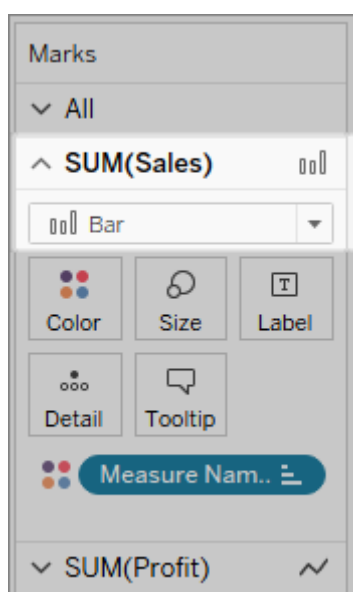 Marks
All
SUM(Sales)
Bar
Color Size Label
Detail Tooltip
Measure Nam..
SUM(Profit)